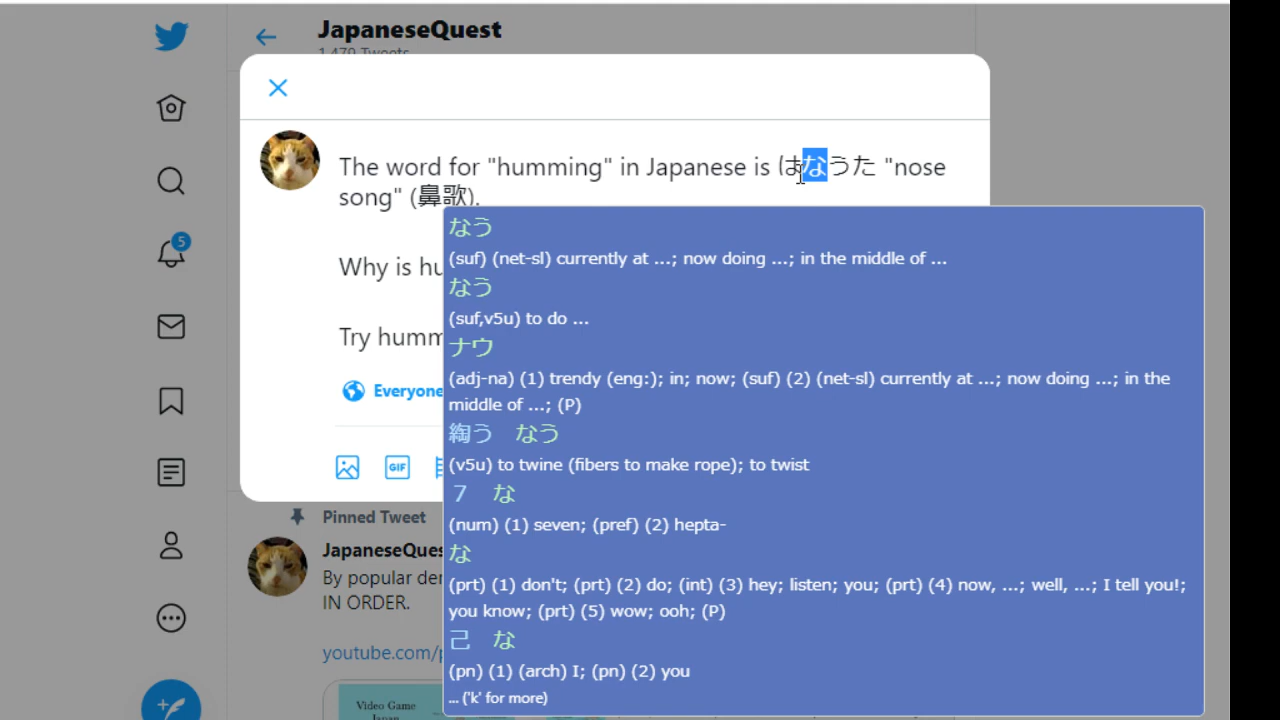 JapaneseQuest
1,470 Tweets
5
The word for "humming" in Japanese is はなうた "nose
song" (鼻歌).
Why is hu
Try humm
Everyone
GIF
なう
(suf) (net-sl) currently at ...; now doing ...; in the middle of ...
なう
(suf,v5u) to do ...
ナウ
(adj-na) (1) trendy (eng:); in; now; (suf) (2) (net-sl) currently at ...; now doing ...; in the
middle of ...; (P)
綯う なう
(v5u) to twine (fibers to make rope); to twist
７ な
(num) (1) seven; (pref) (2) hepta-
な
(prt) (1) don't; (prt) (2) do; (int) (3) hey; listen; you; (prt) (4) now, ...; well, ...; I tell you!;
you know; (prt) (5) wow; ooh; (P)
己 な
(pn) (1) (arch) I; (pn) (2) you
... ('k' for more)
Pinned Tweet
JapaneseQues
By popular der
IN ORDER.
youtube.com/p
Video Game
Japan